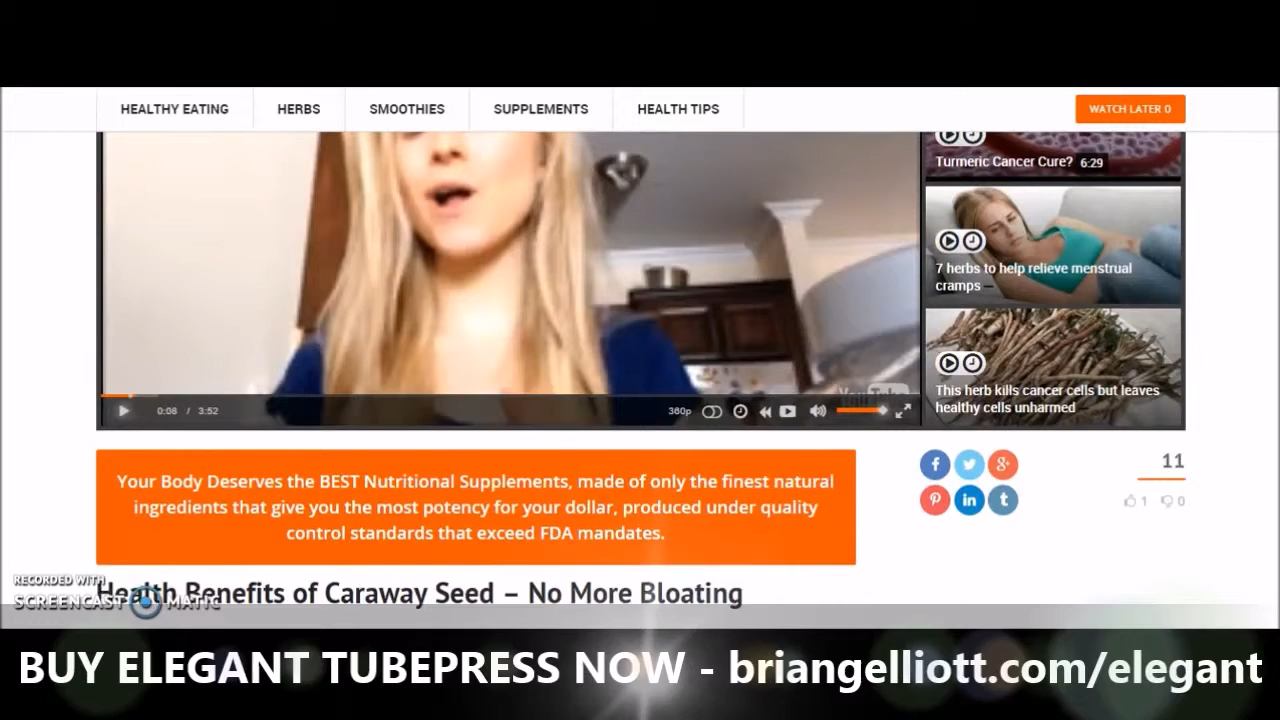 HEALTHY EATING
HERBS
SMOOTHIES
SUPPLEMENTS
HEALTH TIPS
WATCH LATER 0
Turmeric Cancer Cure? 6:29
7 herbs to help relieve menstrual
cramps –
This herb kills cancer cells but leaves
healthy cells unharmed
YouTube
0:08 / 3:52
360p
Your Body Deserves the BEST Nutritional Supplements, made of only the finest natural
ingredients that give you the most potency for your dollar, produced under quality
control standards that exceed FDA mandates.
11
1
0
Health Benefits of Caraway Seed – No More Bloating
RECORDED WITH
SCREENCAST MATIC
BUY ELEGANT TUBEPRESS NOW - briangelliott.com/elegant